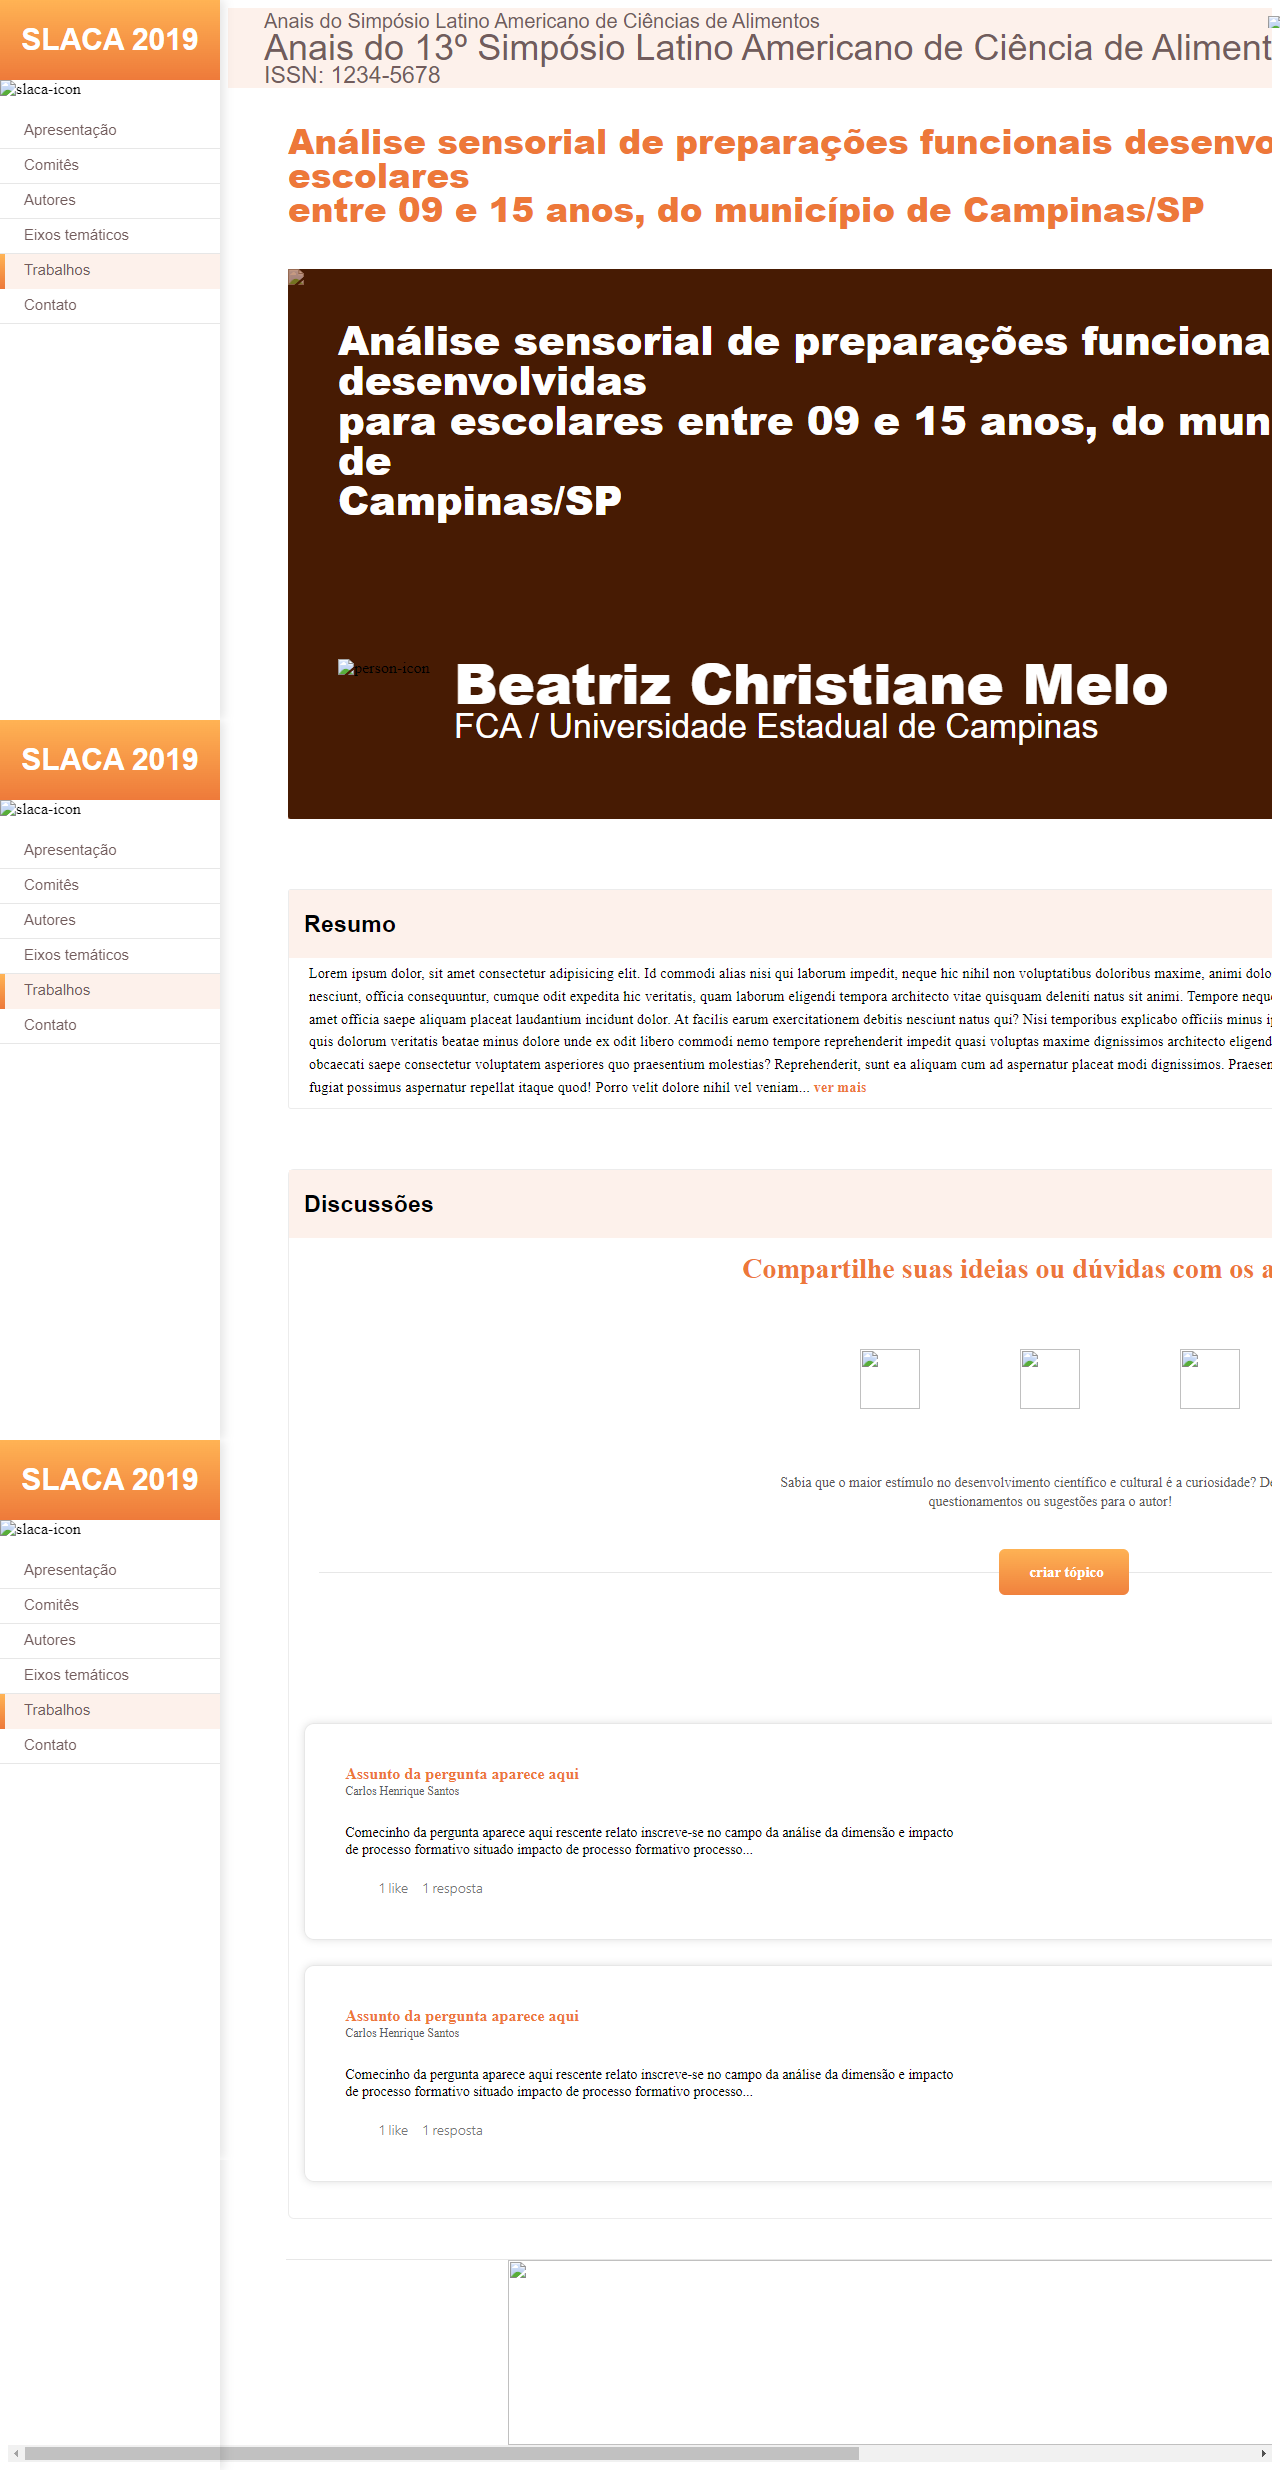 SLACA 2019
slaca-icon
Apresentação
Comitês
Autores
Eixos temáticos
Trabalhos
Contato
Anais do Simpósio Latino Americano de Ciências de Alimentos
Anais do 13º Simpósio Latino Americano de Ciência de Aliment
ISSN: 1234-5678
Análise sensorial de preparações funcionais desenvo
escolares
entre 09 e 15 anos, do município de Campinas/SP
Análise sensorial de preparações funciona
desenvolvidas
para escolares entre 09 e 15 anos, do mun
de
Campinas/SP
person-icon
Beatriz Christiane Melo
FCA / Universidade Estadual de Campinas
SLACA 2019
slaca-icon
Apresentação
Comitês
Autores
Eixos temáticos
Trabalhos
Contato
Resumo
Lorem ipsum dolor, sit amet consectetur adipisicing elit. Id commodi alias nisi qui laborum impedit, neque hic nihil non voluptatibus doloribus maxime, animi dolo
nesciunt, officia consequuntur, cumque odit expedita hic veritatis, quam laborum eligendi tempora architecto vitae quisquam deleniti natus sit animi. Tempore nequ
amet officia saepe aliquam placeat laudantium incidunt dolor. At facilis earum exercitationem debitis nesciunt natus qui? Nisi temporibus explicabo officiis minus i
quis dolorum veritatis beatae minus dolore unde ex odit libero commodi nemo tempore reprehenderit impedit quasi voluptas maxime dignissimos architecto eligend
obcaecati saepe consectetur voluptatem asperiores quo praesentium molestias? Reprehenderit, sunt ea aliquam cum ad aspernatur placeat modi dignissimos. Praesen
fugiat possimus aspernatur repellat itaque quod! Porro velit dolore nihil vel veniam... ver mais
Discussões
Compartilhe suas ideias ou dúvidas com os a
Sabia que o maior estímulo no desenvolvimento científico e cultural é a curiosidade? De
questionamentos ou sugestões para o autor!
criar tópico
SLACA 2019
slaca-icon
Apresentação
Comitês
Autores
Eixos temáticos
Trabalhos
Contato
Assunto da pergunta aparece aqui
Carlos Henrique Santos
Comecinho da pergunta aparece aqui rescente relato inscreve-se no campo da análise da dimensão e impacto
de processo formativo situado impacto de processo formativo processo...
1 like 1 resposta
Assunto da pergunta aparece aqui
Carlos Henrique Santos
Comecinho da pergunta aparece aqui rescente relato inscreve-se no campo da análise da dimensão e impacto
de processo formativo situado impacto de processo formativo processo...
1 like 1 resposta